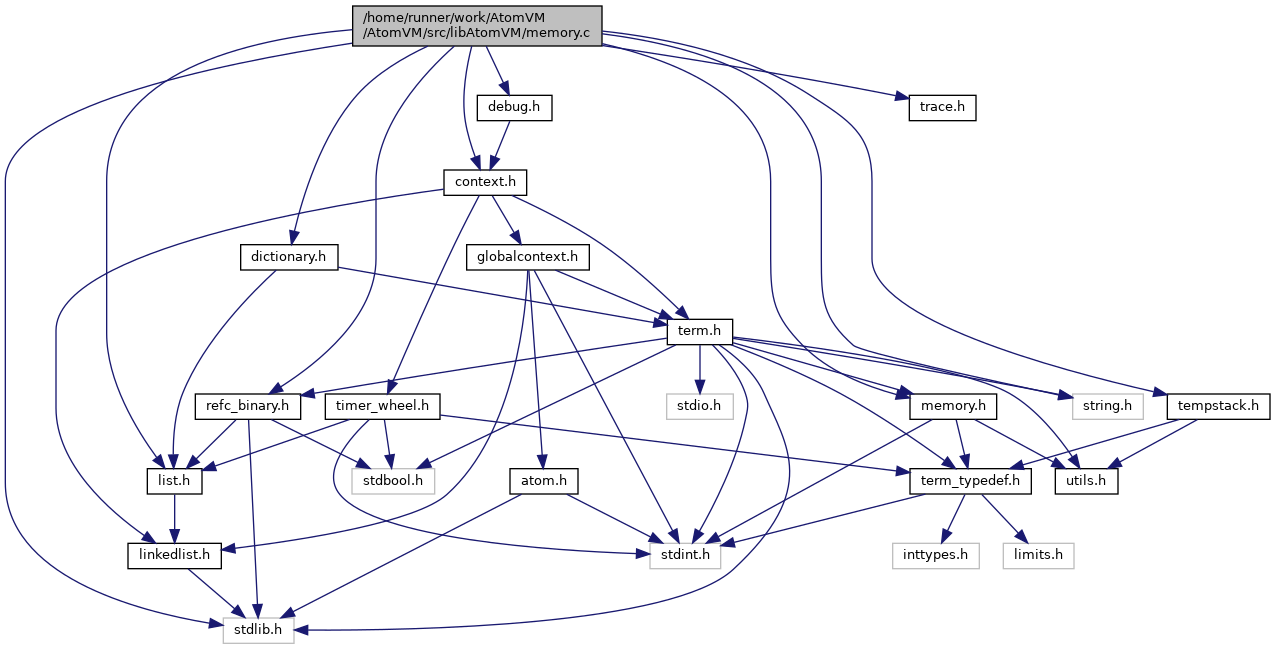 /home/runner/work/AtomVM
/AtomVM/src/libAtomVM/memory.c
debug.h
trace.h
context.h
dictionary.h
globalcontext.h
term.h
refc_binary.h
timer_wheel.h
stdio.h
memory.h
string.h
tempstack.h
list.h
stdbool.h
atom.h
term_typedef.h
utils.h
linkedlist.h
stdint.h
inttypes.h
limits.h
stdlib.h